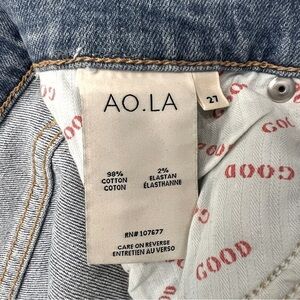 AO.LA
27
98% 2%
COTTON ELASTAN
COTON ÉLASTHANNE
RN# 107677
CARE ON REVERSE
ENTRETIEN AU VERSO
GOOD
GOOD
GOOD
GOOD